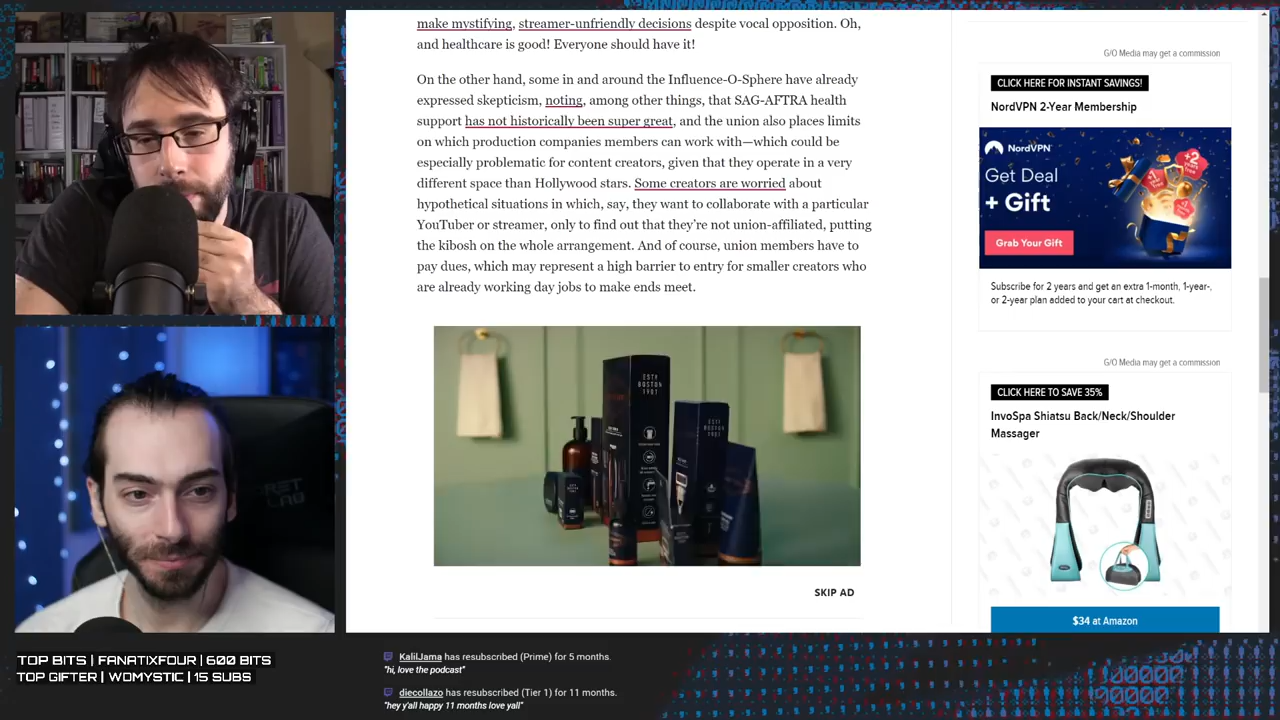 make mystifying, streamer-unfriendly decisions despite vocal opposition. Oh,
and healthcare is good! Everyone should have it!
On the other hand, some in and around the Influence-O-Sphere have already
expressed skepticism, noting, among other things, that SAG-AFTRA health
support has not historically been super great, and the union also places limits
on which production companies members can work with—which could be
especially problematic for content creators, given that they operate in a very
different space than Hollywood stars. Some creators are worried about
hypothetical situations in which, say, they want to collaborate with a particular
YouTuber or streamer, only to find out that they’re not union-affiliated, putting
the kibosh on the whole arrangement. And of course, union members have to
pay dues, which may represent a high barrier to entry for smaller creators who
are already working day jobs to make ends meet.
ESTD
BOSTON
1901
SKIP AD
G/O Media may get a commission
CLICK HERE FOR INSTANT SAVINGS!
NordVPN 2-Year Membership
NordVPN
Get Deal
+ Gift
+2
Grab Your Gift
Subscribe for 2 years and get an extra 1-month, 1-year-,
or 2-year plan added to your cart at checkout.
G/O Media may get a commission
CLICK HERE TO SAVE 35%
InvoSpa Shiatsu Back/Neck/Shoulder
Massager
$34 at Amazon
TOP BITS | FANATIXFOUR | 600 BITS
TOP GIFTER | WDMYSTIC | 15 SUBS
KalilJama has resubscribed (Prime) for 5 months.
"hi, love the podcast"
diecollazo has resubscribed (Tier 1) for 11 months.
"hey y'all happy 11 months love yall"